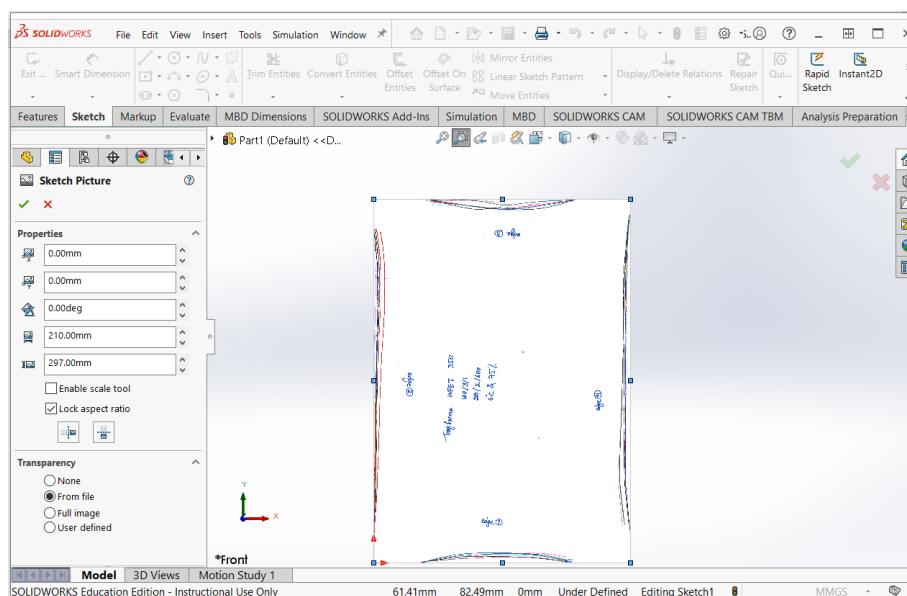 SOLIDWORKS File Edit View Insert Tools Simulation Window
Exit ... Smart Dimension Trim Entities Convert Entities Offset Entities Offset On Surface Mirror Entities Linear Sketch Pattern Move Entities Display/Delete Relations Repair Sketch Qui... Rapid Sketch Instant2D
Features Sketch Markup Evaluate MBD Dimensions SOLIDWORKS Add-Ins Simulation MBD SOLIDWORKS CAM SOLIDWORKS CAM TBM Analysis Preparation
Part1 (Default) <<D...
Sketch Picture
Properties
0.00mm
0.00mm
0.00deg
210.00mm
297.00mm
Enable scale tool
Lock aspect ratio
Transparency
None
From file
Full image
User defined
edge ①
Y
X
*Front
Model 3D Views Motion Study 1
SOLIDWORKS Education Edition - Instructional Use Only 61.41mm 82.49mm 0mm Under Defined Editing Sketch1 MMGS -